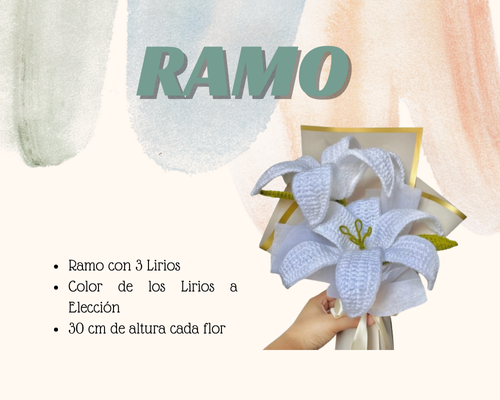 RAMO
• Ramo con 3 Lirios
• Color de los Lirios a
Elección
• 30 cm de altura cada flor